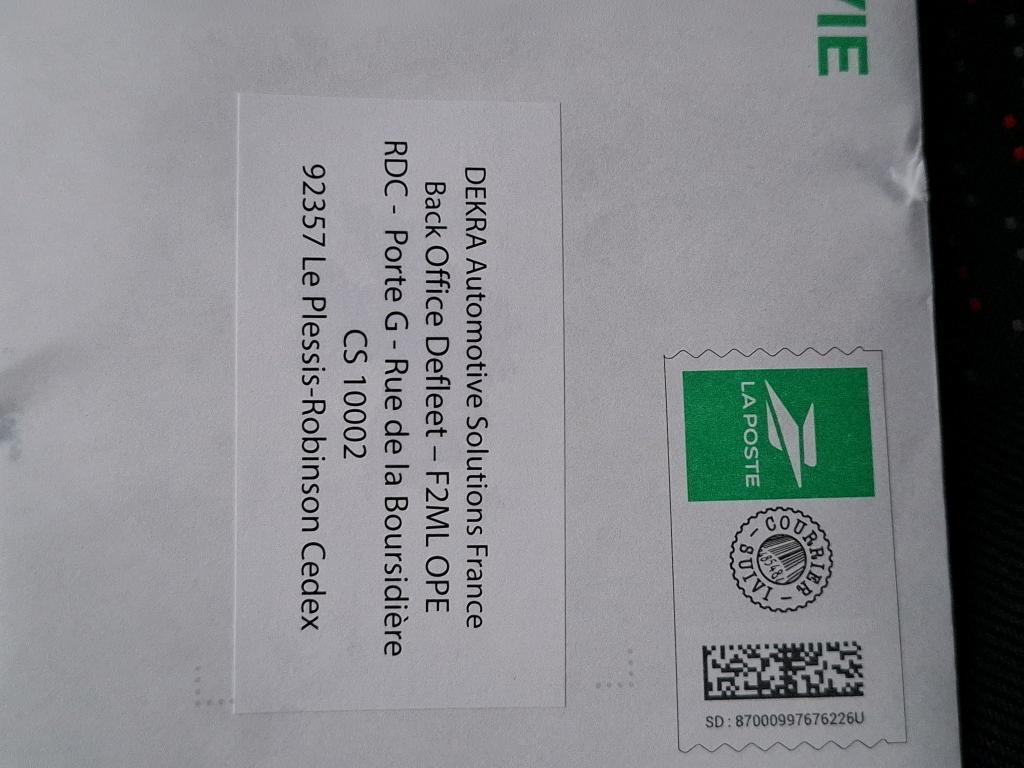 VIE
LA POSTE
COURRIER - SUIVI -
SD : 87000997676226U
DEKRA Automotive Solutions France
Back Office Defleet – F2ML OPE
RDC - Porte G - Rue de la Boursidière
CS 10002
92357 Le Plessis-Robinson Cedex